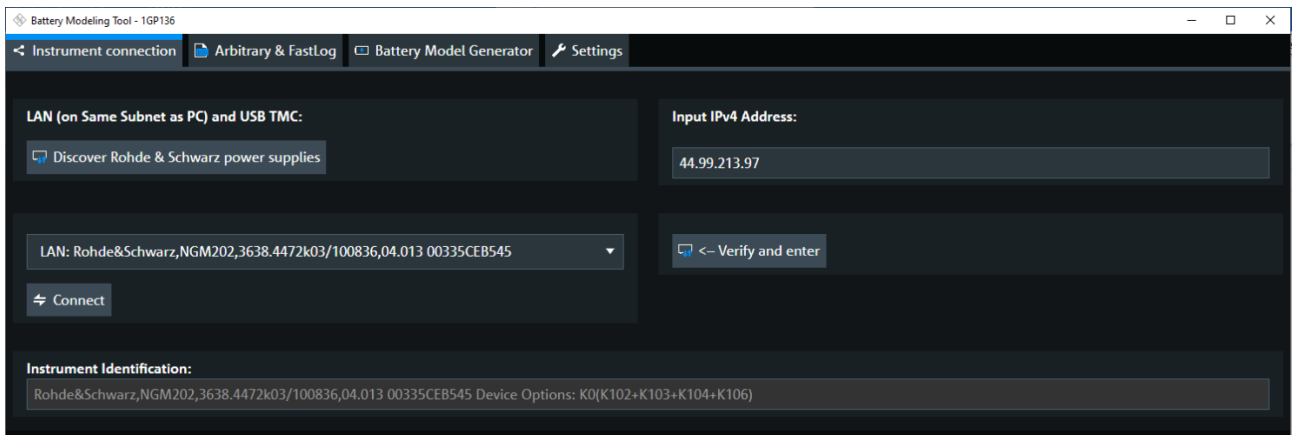 Battery Modeling Tool - 1GP136
Instrument connection Arbitrary & FastLog Battery Model Generator Settings
LAN (on Same Subnet as PC) and USB TMC:
Discover Rohde & Schwarz power supplies
Input IPv4 Address:
44.99.213.97
LAN: Rohde&Schwarz,NGM202,3638.4472k03/100836,04.013 00335CEB545
Connect
<– Verify and enter
Instrument Identification:
Rohde&Schwarz,NGM202,3638.4472k03/100836,04.013 00335CEB545 Device Options: K0(K102+K103+K104+K106)